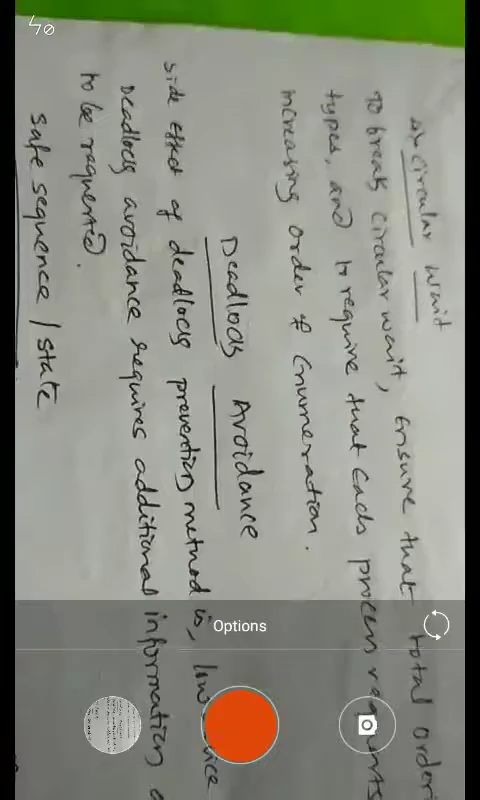 4) circular wait
To break circular wait, ensure that total order
types, and to require that each process requests
increasing order of Enumeration.
Deadlock Avoidance
side effect of deadlock prevention method is, low
Deadlock avoidance requires additional information
to be requested.
safe sequence / state
Options